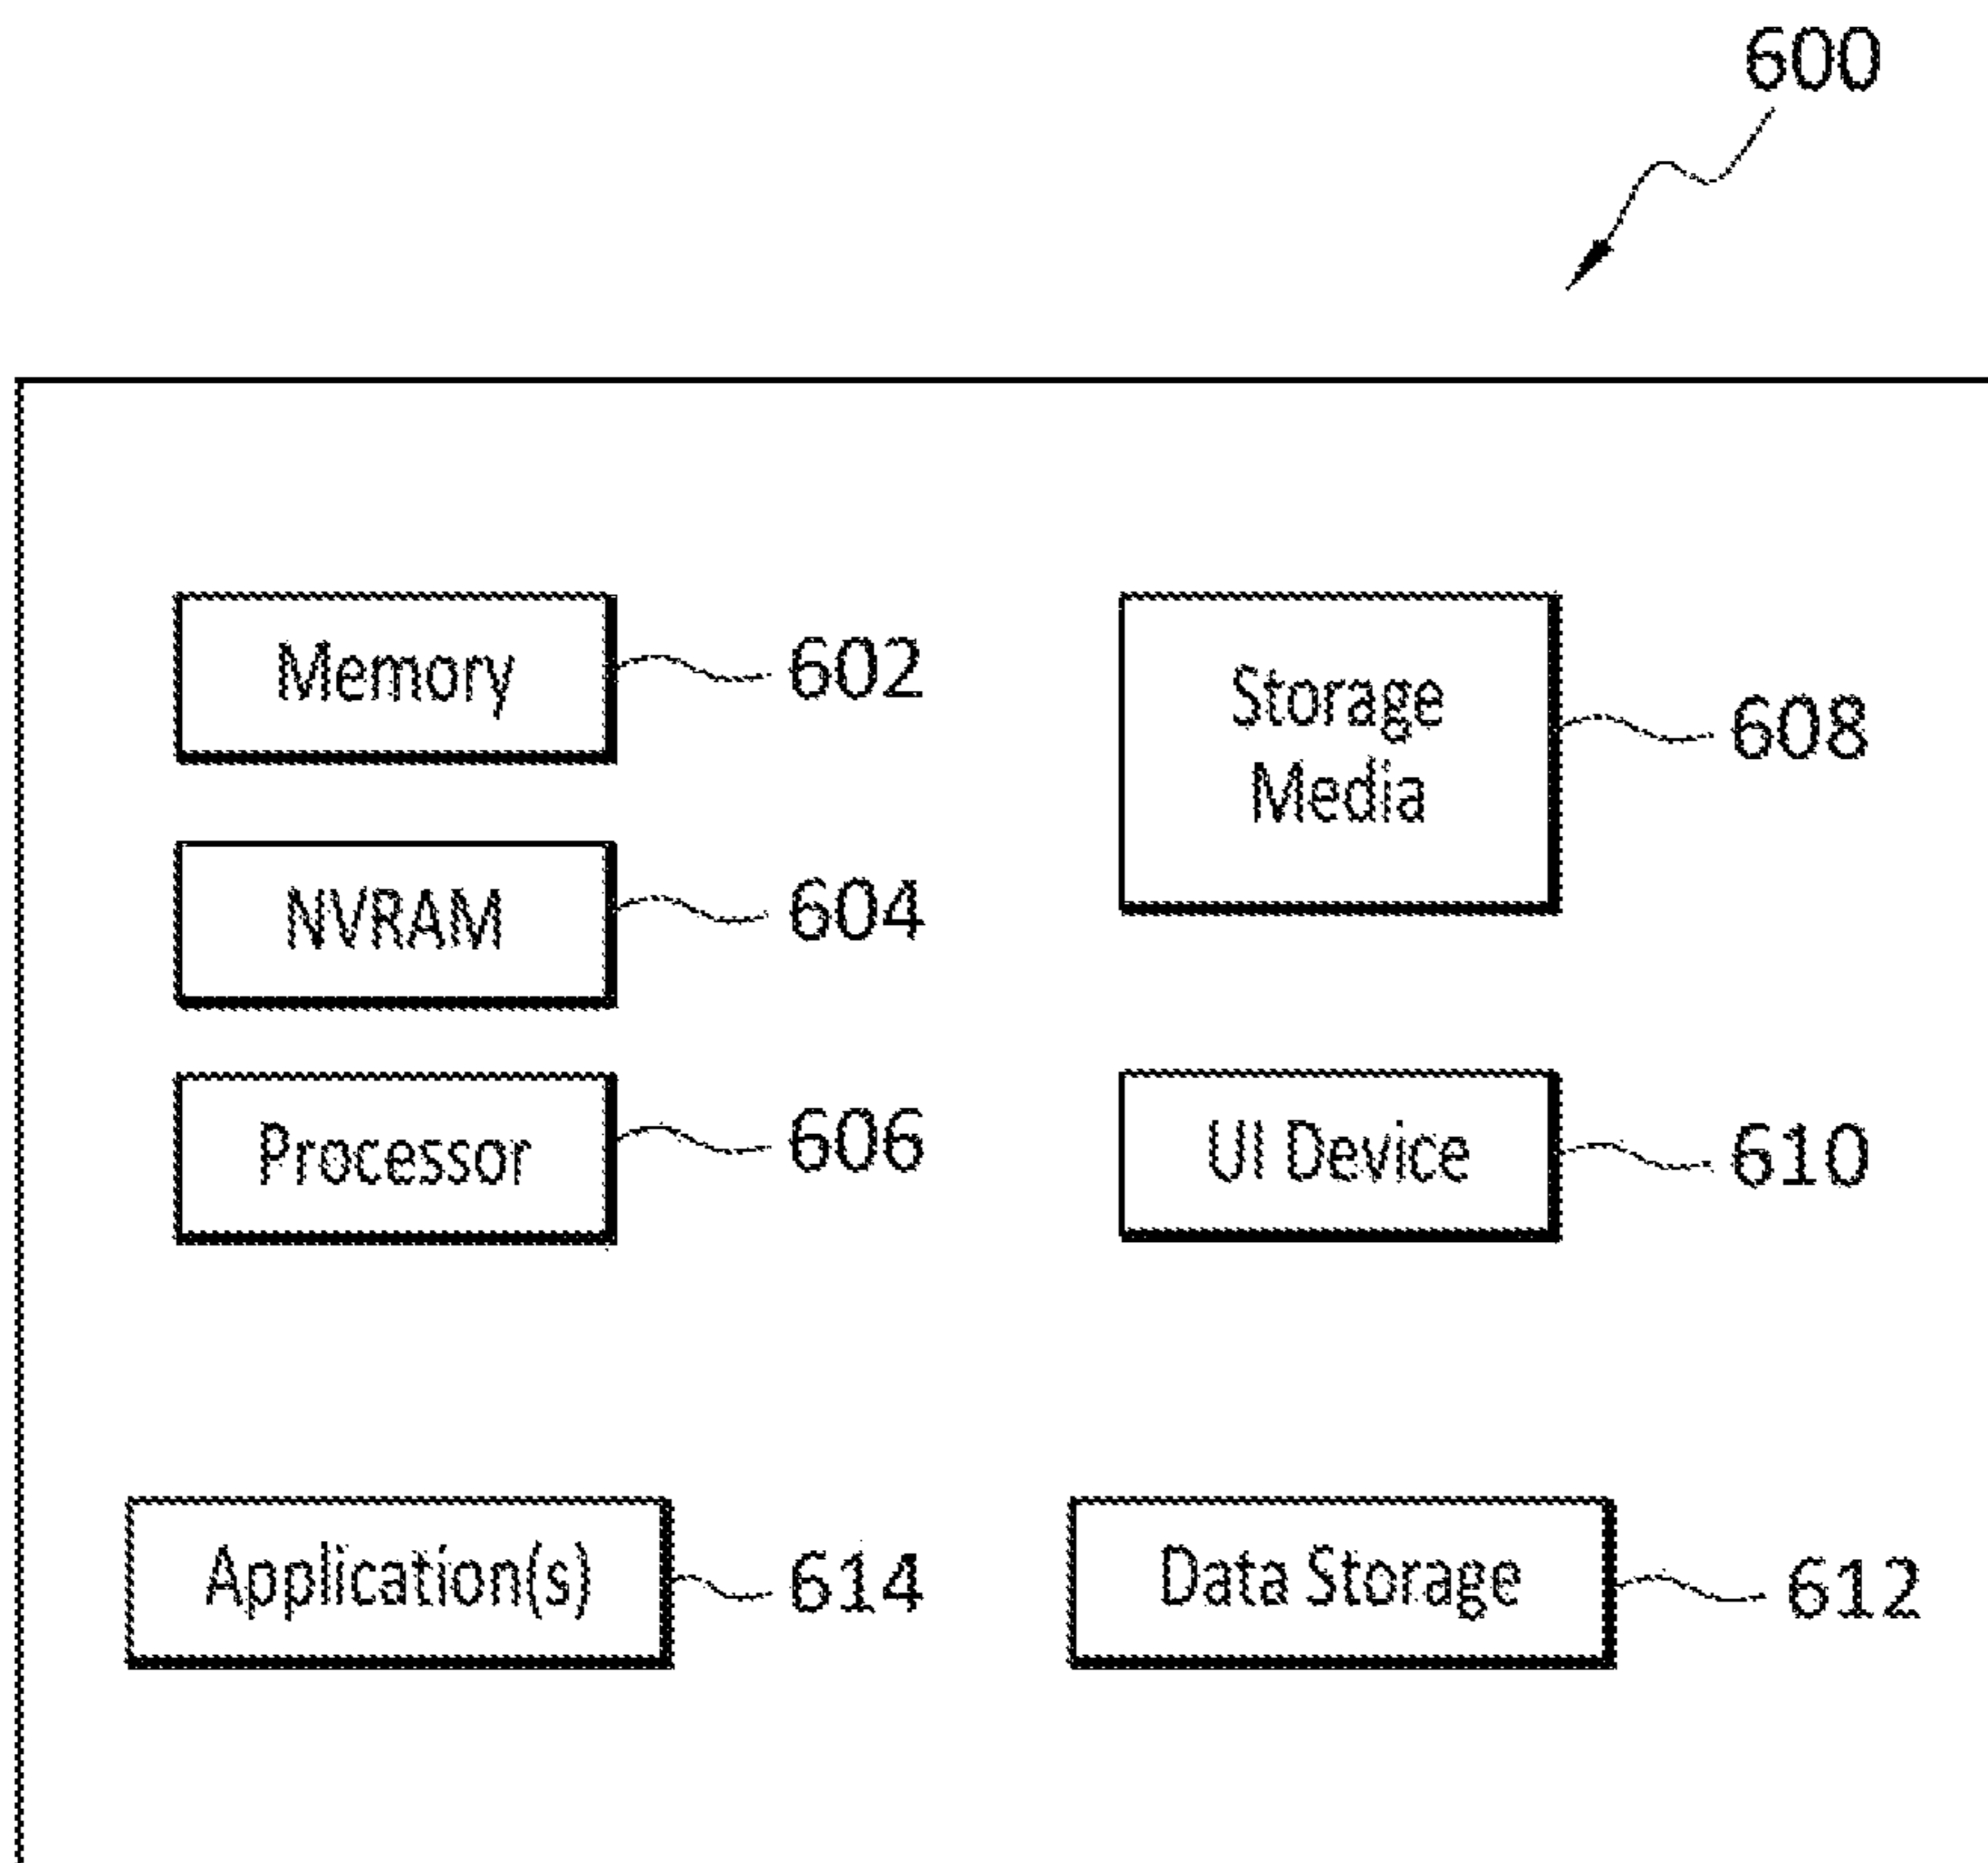 600
Memory
602
Storage
Media
608
NVRAM
604
Processor
606
UI Device
610
Application(s)
614
Data Storage
612